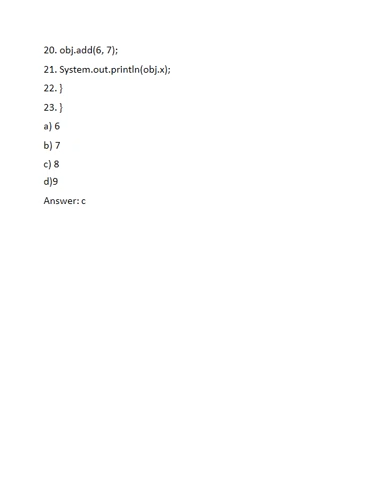 20. obj.add(6, 7);
21. System.out.println(obj.x);
22. }
23. }
a) 6
b) 7
c) 8
d)9
Answer: c